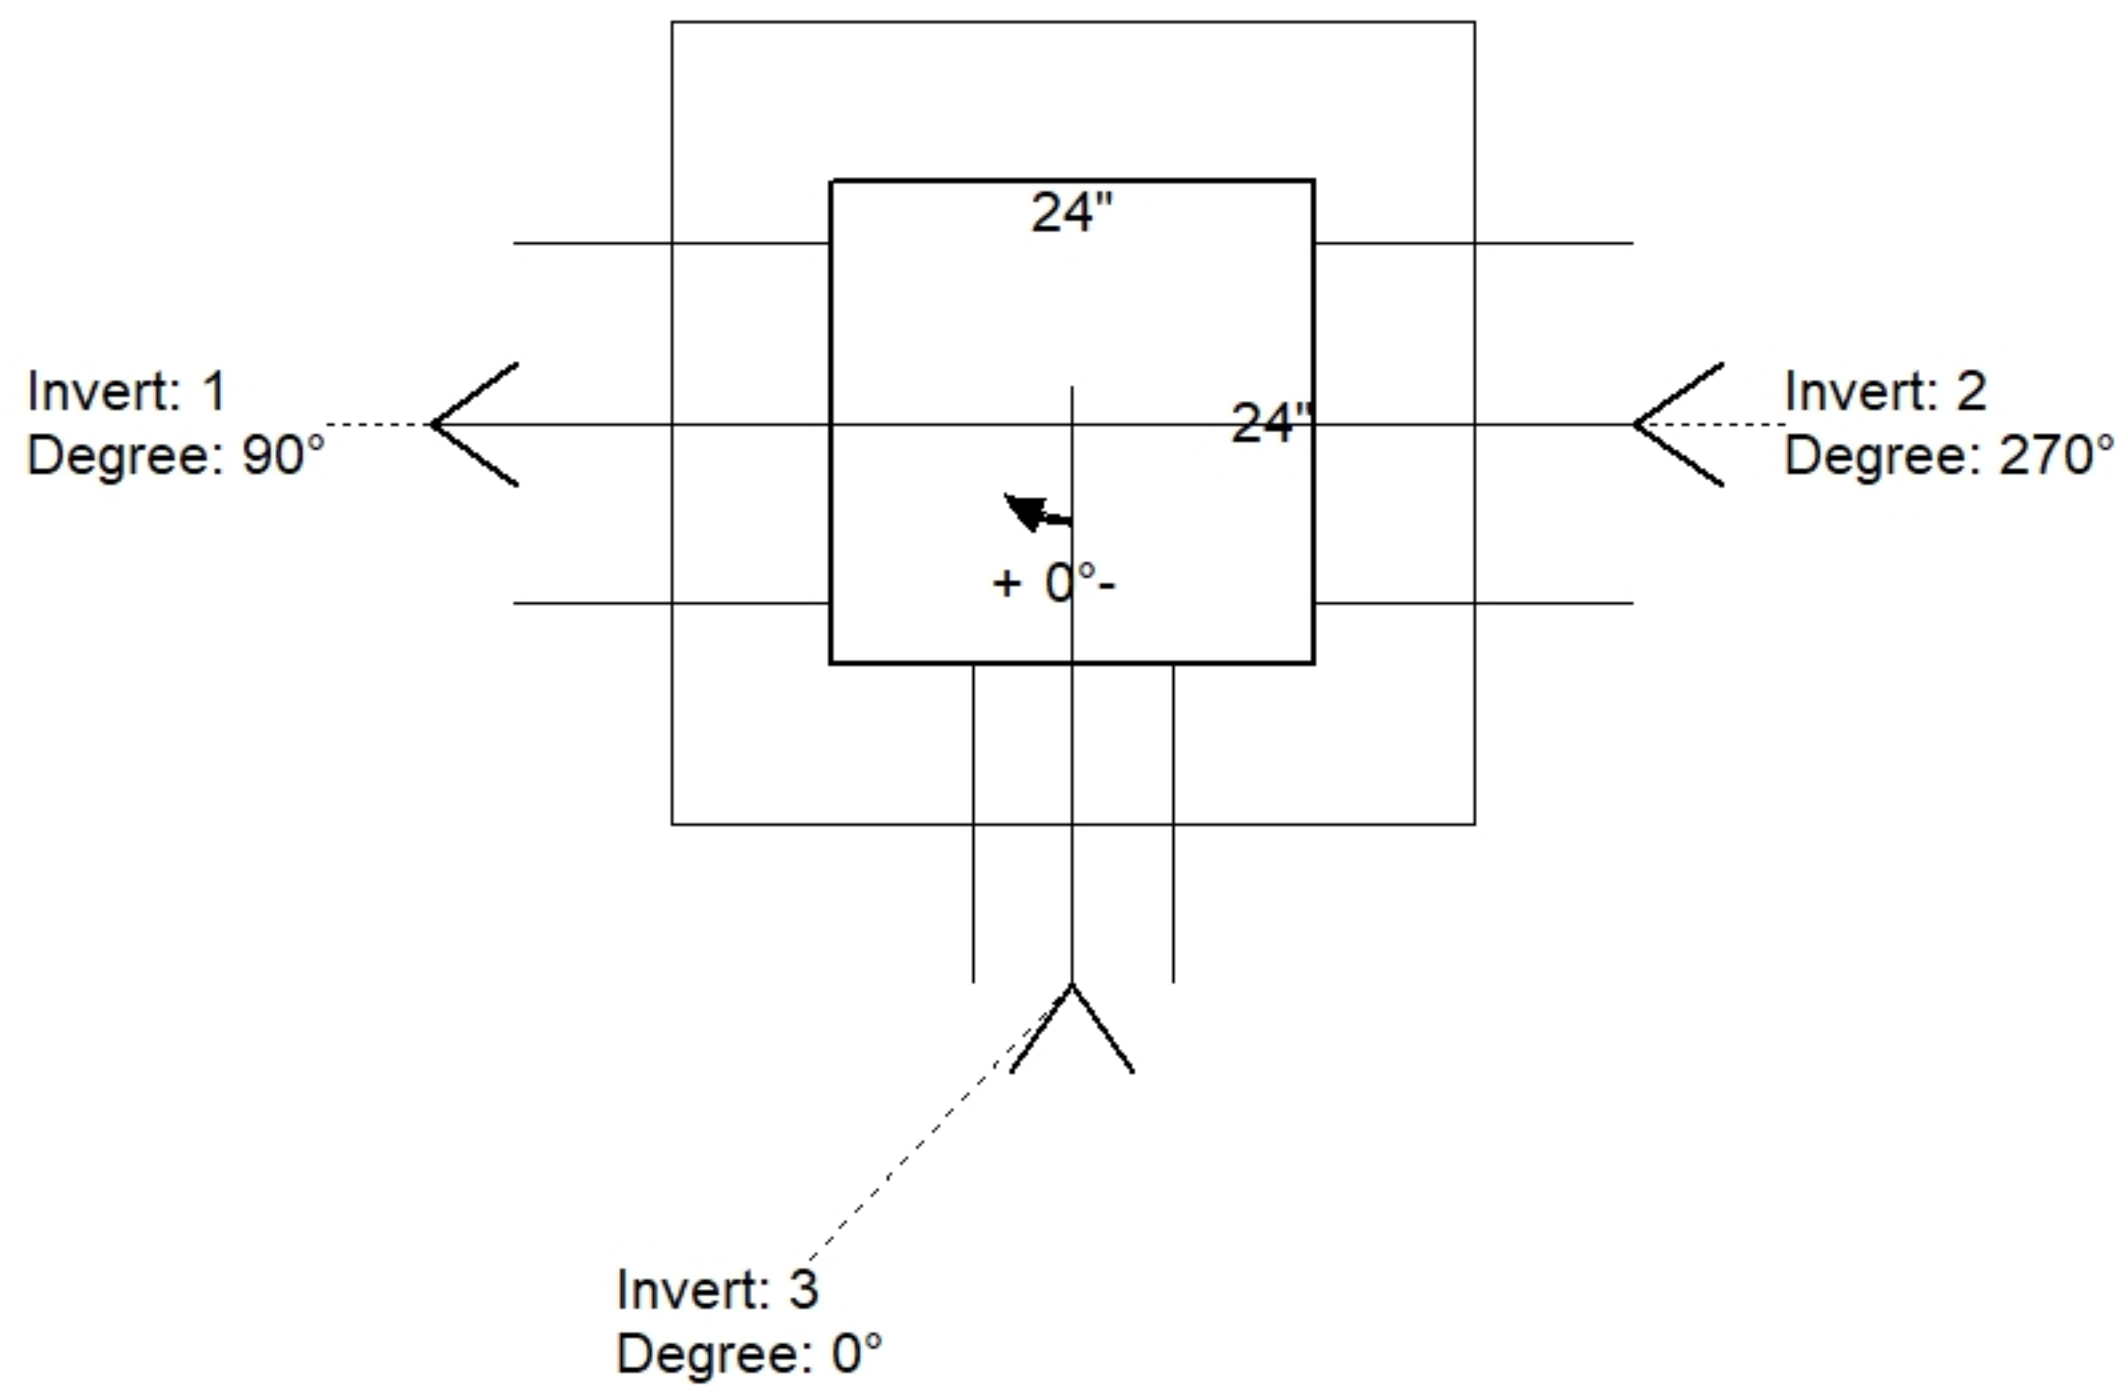 24"
Invert: 1
Degree: 90°
24"
Invert: 2
Degree: 270°
+ 0°-
Invert: 3
Degree: 0°